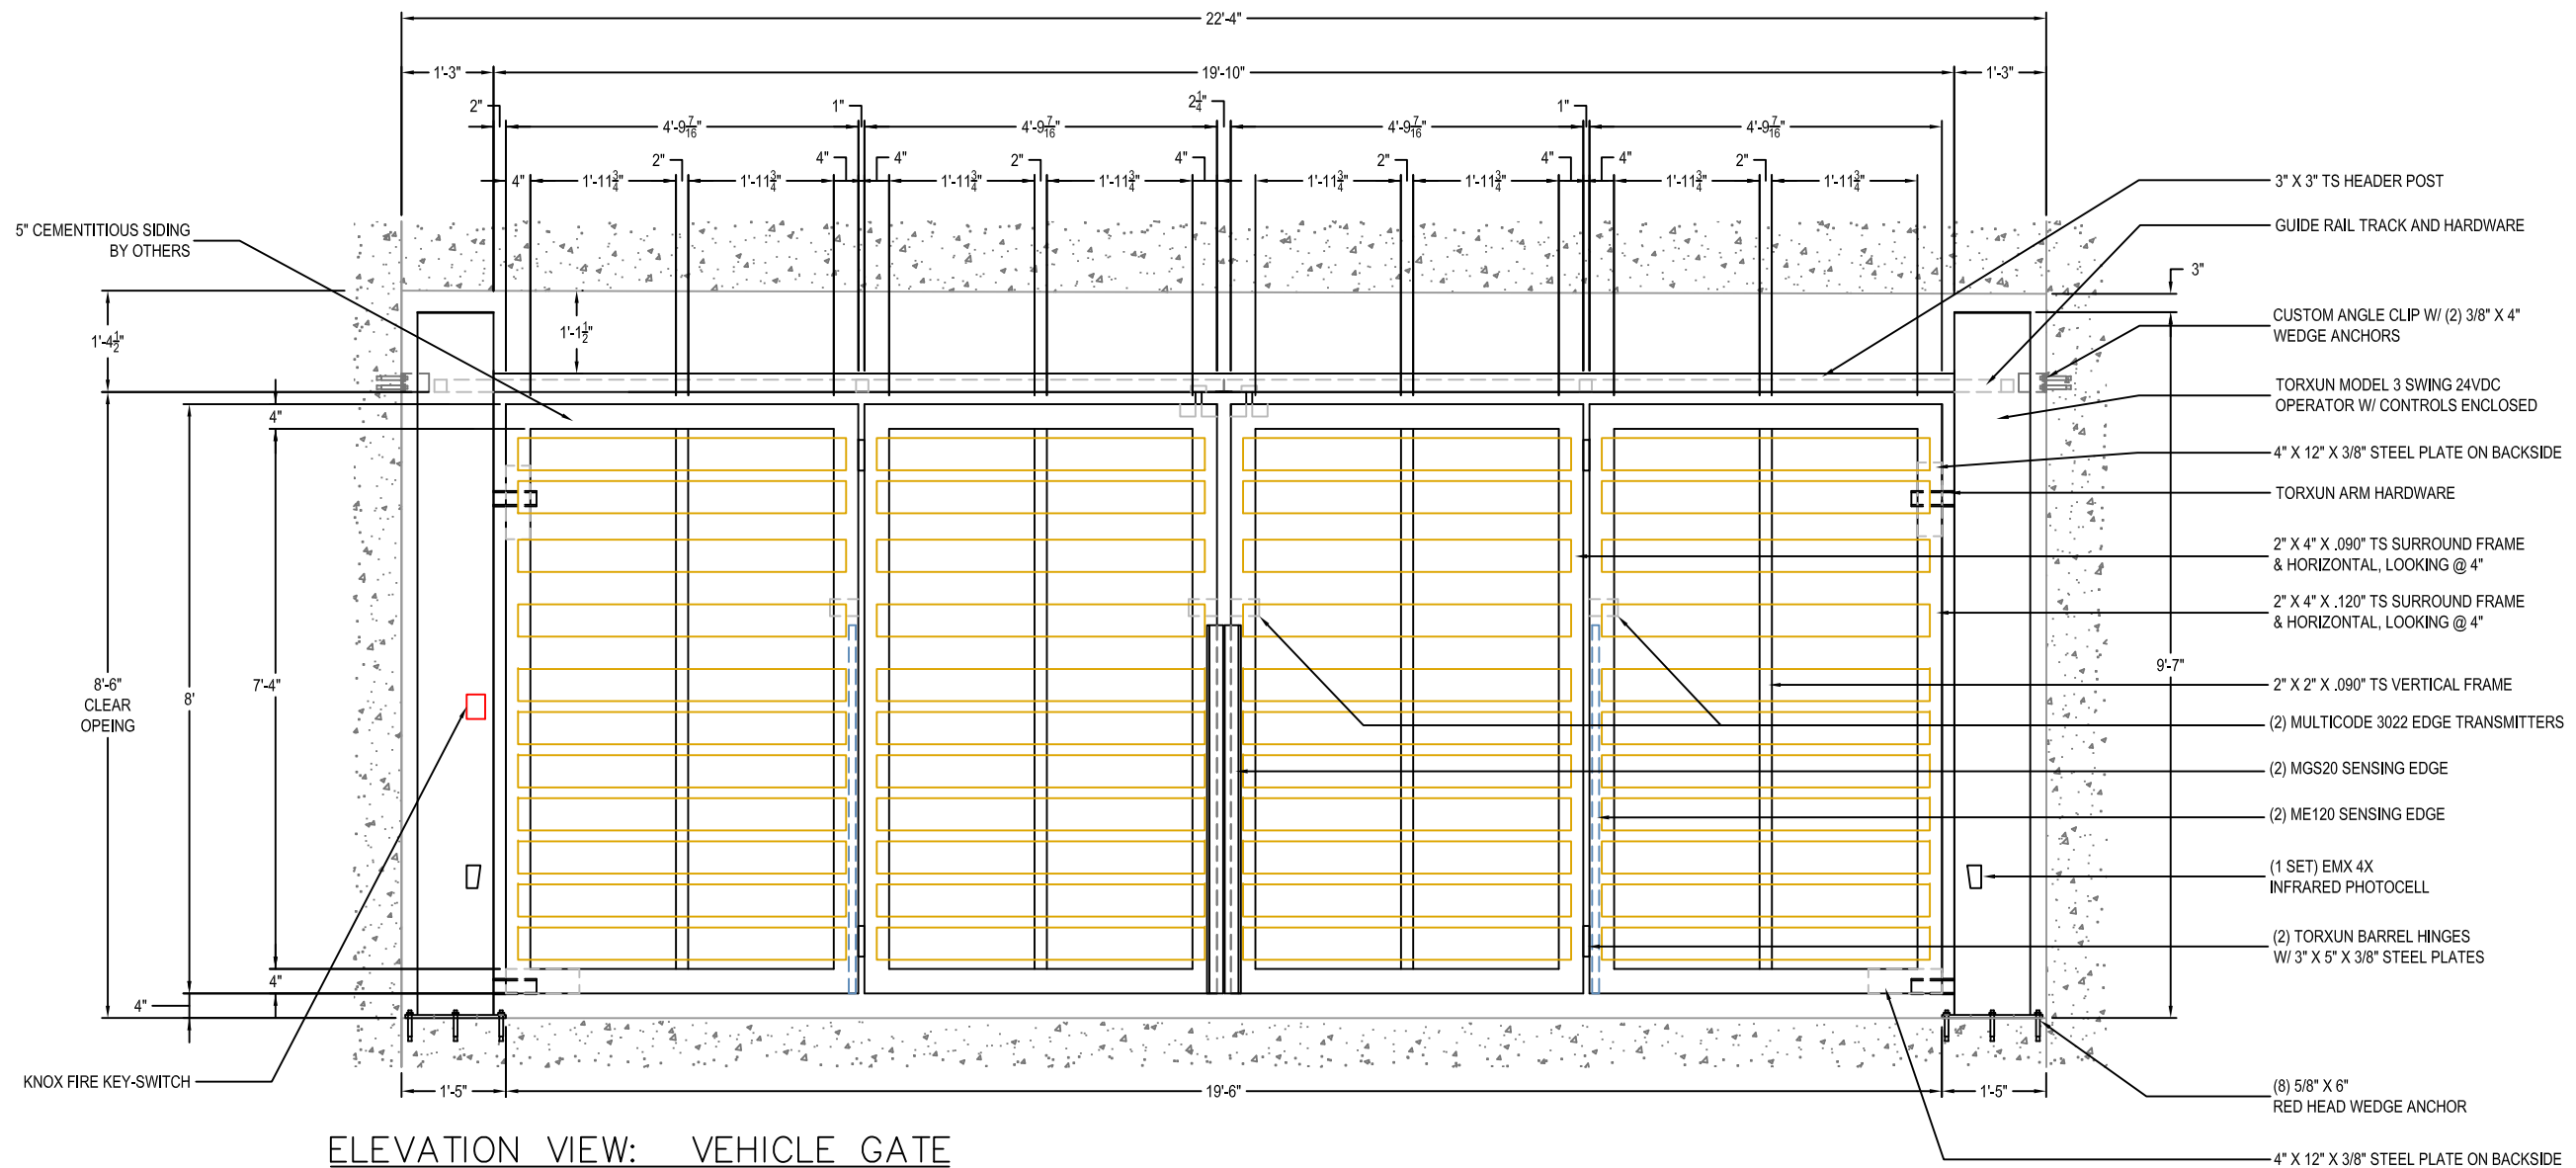 22'-4"
1'-3"
19'-10"
1'-3"
2"
1"
2 1/4"
1"
4'-9 7/16"
4'-9 7/16"
4'-9 7/16"
4'-9 7/16"
2"
4"
4"
2"
4"
2"
4"
4"
2"
4"
1'-11 3/4"
1'-11 3/4"
1'-11 3/4"
1'-11 3/4"
1'-11 3/4"
1'-11 3/4"
1'-11 3/4"
1'-11 3/4"
5" CEMENTITIOUS SIDING
BY OTHERS
1'-4 1/2"
1'-1 1/2"
4"
8'-6"
CLEAR
OPEING
8'
7'-4"
4"
4"
KNOX FIRE KEY-SWITCH
3"
9'-7"
3" X 3" TS HEADER POST
GUIDE RAIL TRACK AND HARDWARE
CUSTOM ANGLE CLIP W/ (2) 3/8" X 4"
WEDGE ANCHORS
TORXUN MODEL 3 SWING 24VDC
OPERATOR W/ CONTROLS ENCLOSED
4" X 12" X 3/8" STEEL PLATE ON BACKSIDE
TORXUN ARM HARDWARE
2" X 4" X .090" TS SURROUND FRAME
& HORIZONTAL, LOOKING @ 4"
2" X 4" X .120" TS SURROUND FRAME
& HORIZONTAL, LOOKING @ 4"
2" X 2" X .090" TS VERTICAL FRAME
(2) MULTICODE 3022 EDGE TRANSMITTERS
(2) MGS20 SENSING EDGE
(2) ME120 SENSING EDGE
(1 SET) EMX 4X
INFRARED PHOTOCELL
(2) TORXUN BARREL HINGES
W/ 3" X 5" X 3/8" STEEL PLATES
(8) 5/8" X 6"
RED HEAD WEDGE ANCHOR
4" X 12" X 3/8" STEEL PLATE ON BACKSIDE
1'-5"
19'-6"
1'-5"
ELEVATION VIEW: VEHICLE GATE